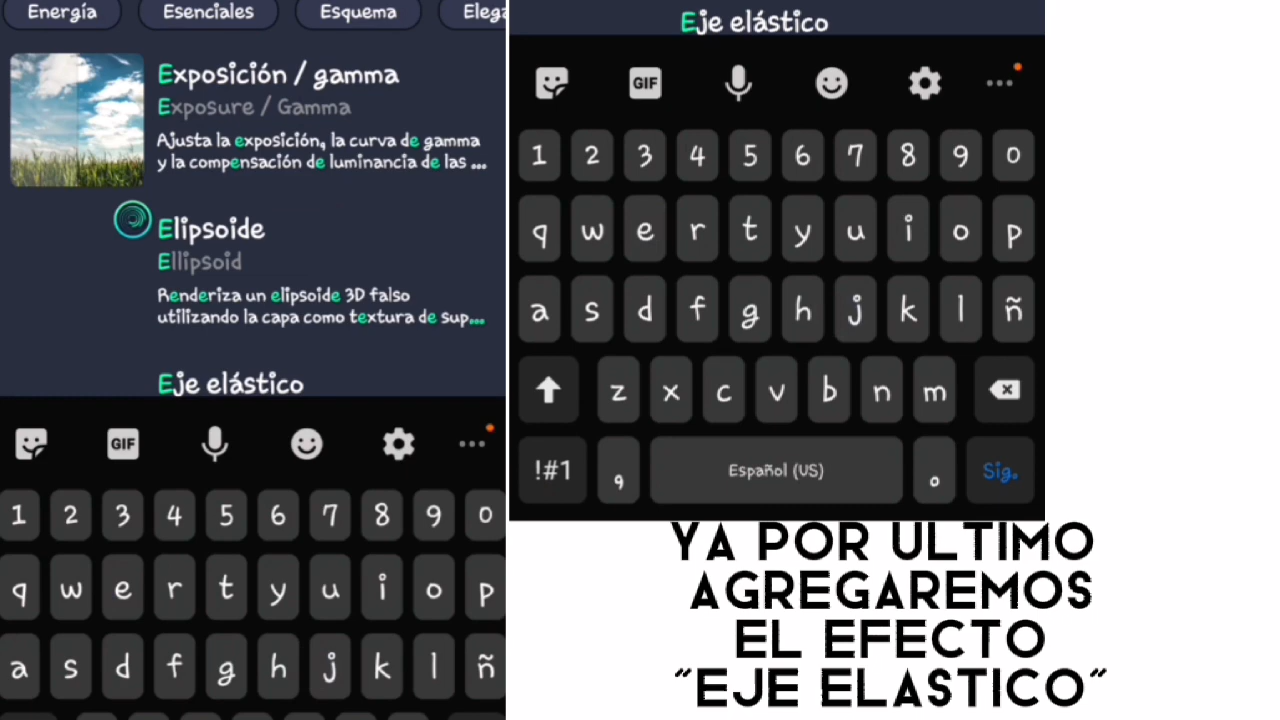 Energía Esenciales Esquema Elega
Exposición / gamma
Exposure / Gamma
Ajusta la exposición, la curva de gamma
y la compensación de luminancia de las ...
Elipsoide
Ellipsoid
Renderiza un elipsoide 3D falso
utilizando la capa como textura de sup...
Eje elástico
GIF
1 2 3 4 5 6 7 8 9 0
q w e r t y u i o p
a s d f g h j k l ñ
Eje elástico
GIF
1 2 3 4 5 6 7 8 9 0
q w e r t y u i o p
a s d f g h j k l ñ
z x c v b n m
!#1 , Español (US) . Sig.
YA POR ULTIMO
AGREGAREMOS
EL EFECTO
"EJE ELASTICO"